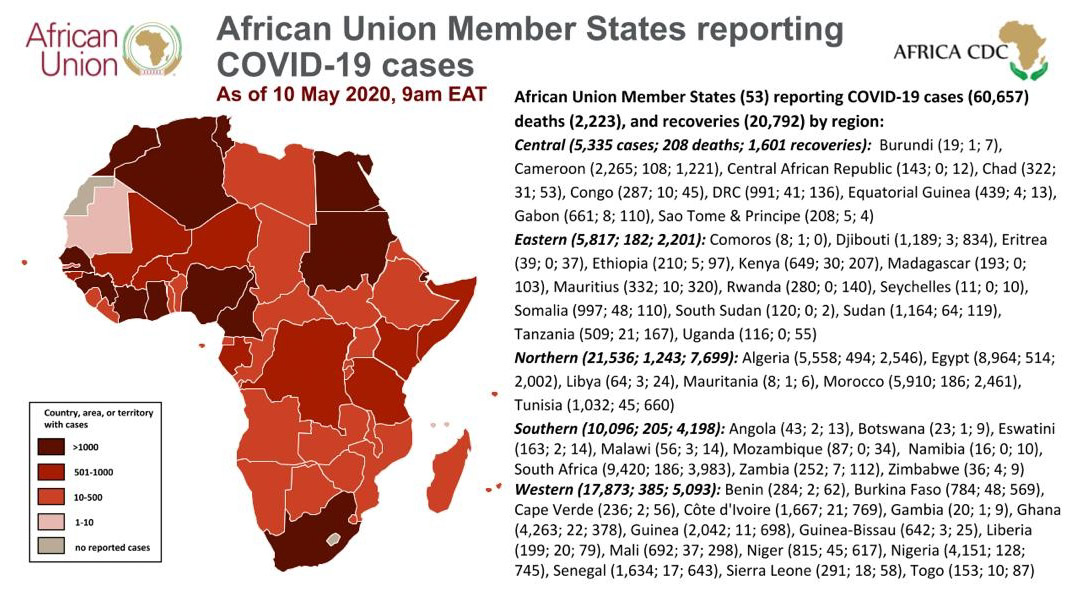 African
Union
African Union Member States reporting
COVID-19 cases
As of 10 May 2020, 9am EAT
AFRICA CDC
African Union Member States (53) reporting COVID-19 cases (60,657)
deaths (2,223), and recoveries (20,792) by region:
Central (5,335 cases; 208 deaths; 1,601 recoveries): Burundi (19; 1; 7),
Cameroon (2,265; 108; 1,221), Central African Republic (143; 0; 12), Chad (322;
31; 53), Congo (287; 10; 45), DRC (991; 41; 136), Equatorial Guinea (439; 4; 13),
Gabon (661; 8; 110), Sao Tome & Principe (208; 5; 4)
Eastern (5,817; 182; 2,201): Comoros (8; 1; 0), Djibouti (1,189; 3; 834), Eritrea
(39; 0; 37), Ethiopia (210; 5; 97), Kenya (649; 30; 207), Madagascar (193; 0;
103), Mauritius (332; 10; 320), Rwanda (280; 0; 140), Seychelles (11; 0; 10),
Somalia (997; 48; 110), South Sudan (120; 0; 2), Sudan (1,164; 64; 119),
Tanzania (509; 21; 167), Uganda (116; 0; 55)
Northern (21,536; 1,243; 7,699): Algeria (5,558; 494; 2,546), Egypt (8,964; 514;
2,002), Libya (64; 3; 24), Mauritania (8; 1; 6), Morocco (5,910; 186; 2,461),
Tunisia (1,032; 45; 660)
Southern (10,096; 205; 4,198): Angola (43; 2; 13), Botswana (23; 1; 9), Eswatini
(163; 2; 14), Malawi (56; 3; 14), Mozambique (87; 0; 34), Namibia (16; 0; 10),
South Africa (9,420; 186; 3,983), Zambia (252; 7; 112), Zimbabwe (36; 4; 9)
Western (17,873; 385; 5,093): Benin (284; 2; 62), Burkina Faso (784; 48; 569),
Cape Verde (236; 2; 56), Côte d'Ivoire (1,667; 21; 769), Gambia (20; 1; 9), Ghana
(4,263; 22; 378), Guinea (2,042; 11; 698), Guinea-Bissau (642; 3; 25), Liberia
(199; 20; 79), Mali (692; 37; 298), Niger (815; 45; 617), Nigeria (4,151; 128;
745), Senegal (1,634; 17; 643), Sierra Leone (291; 18; 58), Togo (153; 10; 87)
Country, area, or territory
with cases
>1000
501-1000
10-500
1-10
no reported cases